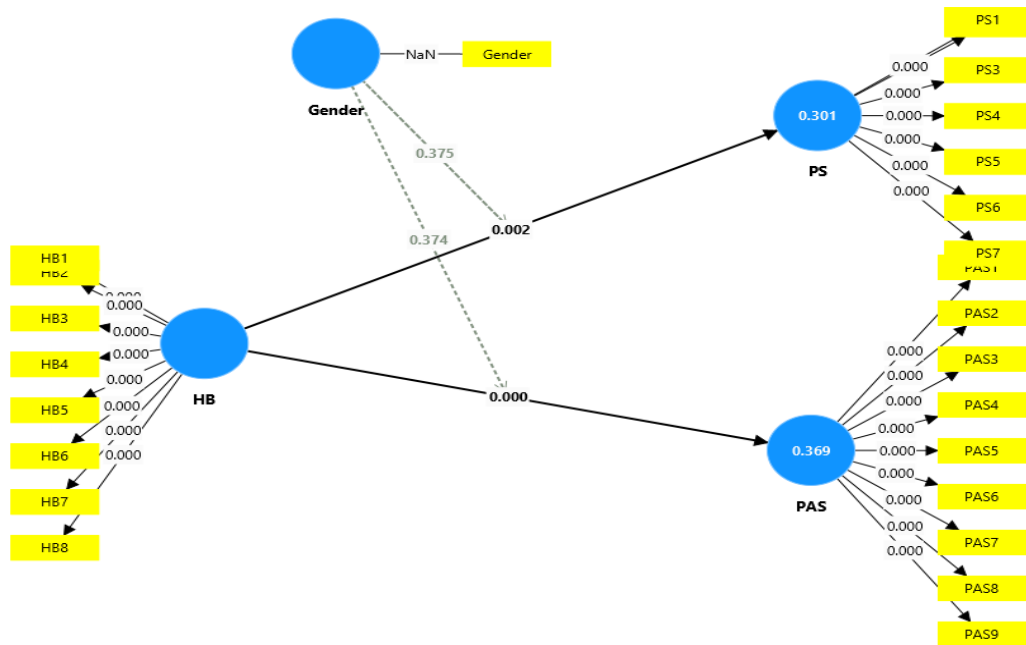 NaN
Gender
Gender
0.375
0.374
0.002
0.000
HB1
HB2
HB3
HB4
HB5
HB6
HB7
HB8
0.000
0.000
0.000
0.000
0.000
0.000
0.000
HB
0.301
PS
0.000
0.000
0.000
0.000
0.000
0.000
PS1
PS3
PS4
PS5
PS6
PS7
0.369
PAS
0.000
0.000
0.000
0.000
0.000
0.000
0.000
0.000
0.000
PAS1
PAS2
PAS3
PAS4
PAS5
PAS6
PAS7
PAS8
PAS9